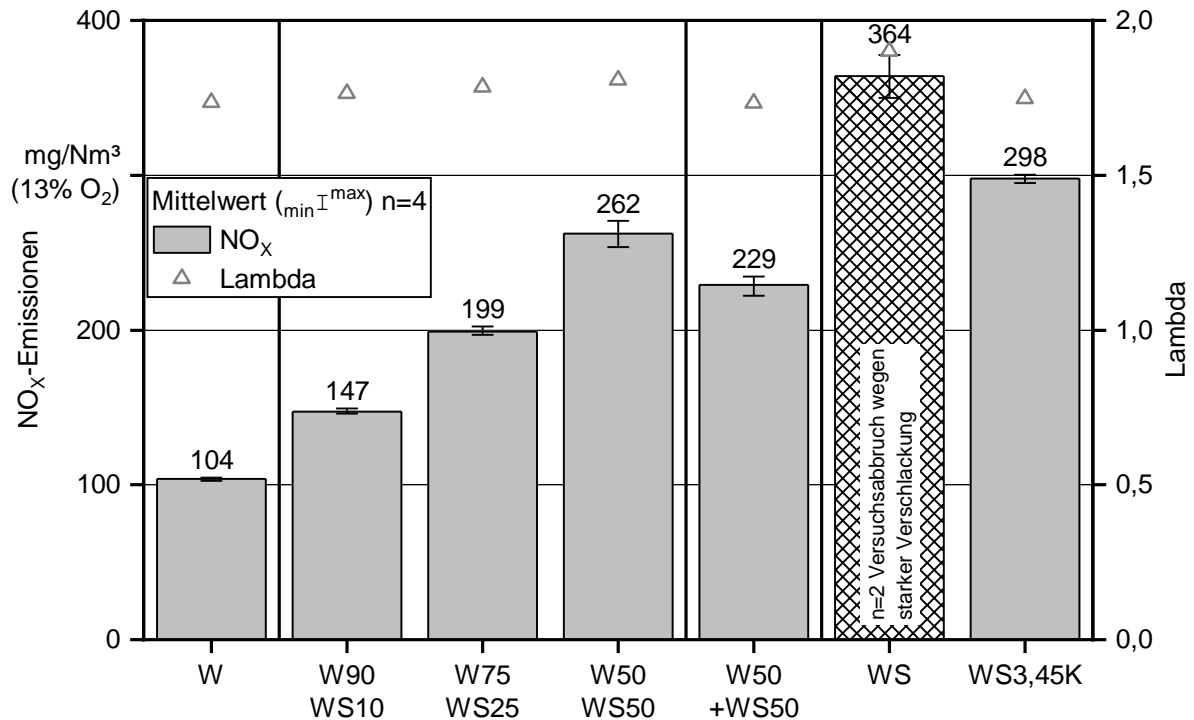 400
300
200
100
0
mg/Nm³
(13% O₂)
NOX-Emissionen
2,0
1,5
1,0
0,5
0,0
Lambda
Mittelwert (min I max) n=4
NOX
Lambda
104
147
199
262
229
364
298
n=2 Versuchsabbruch wegen
starker Verschlackung
W
W90
WS10
W75
WS25
W50
WS50
W50
+WS50
WS
WS3,45K